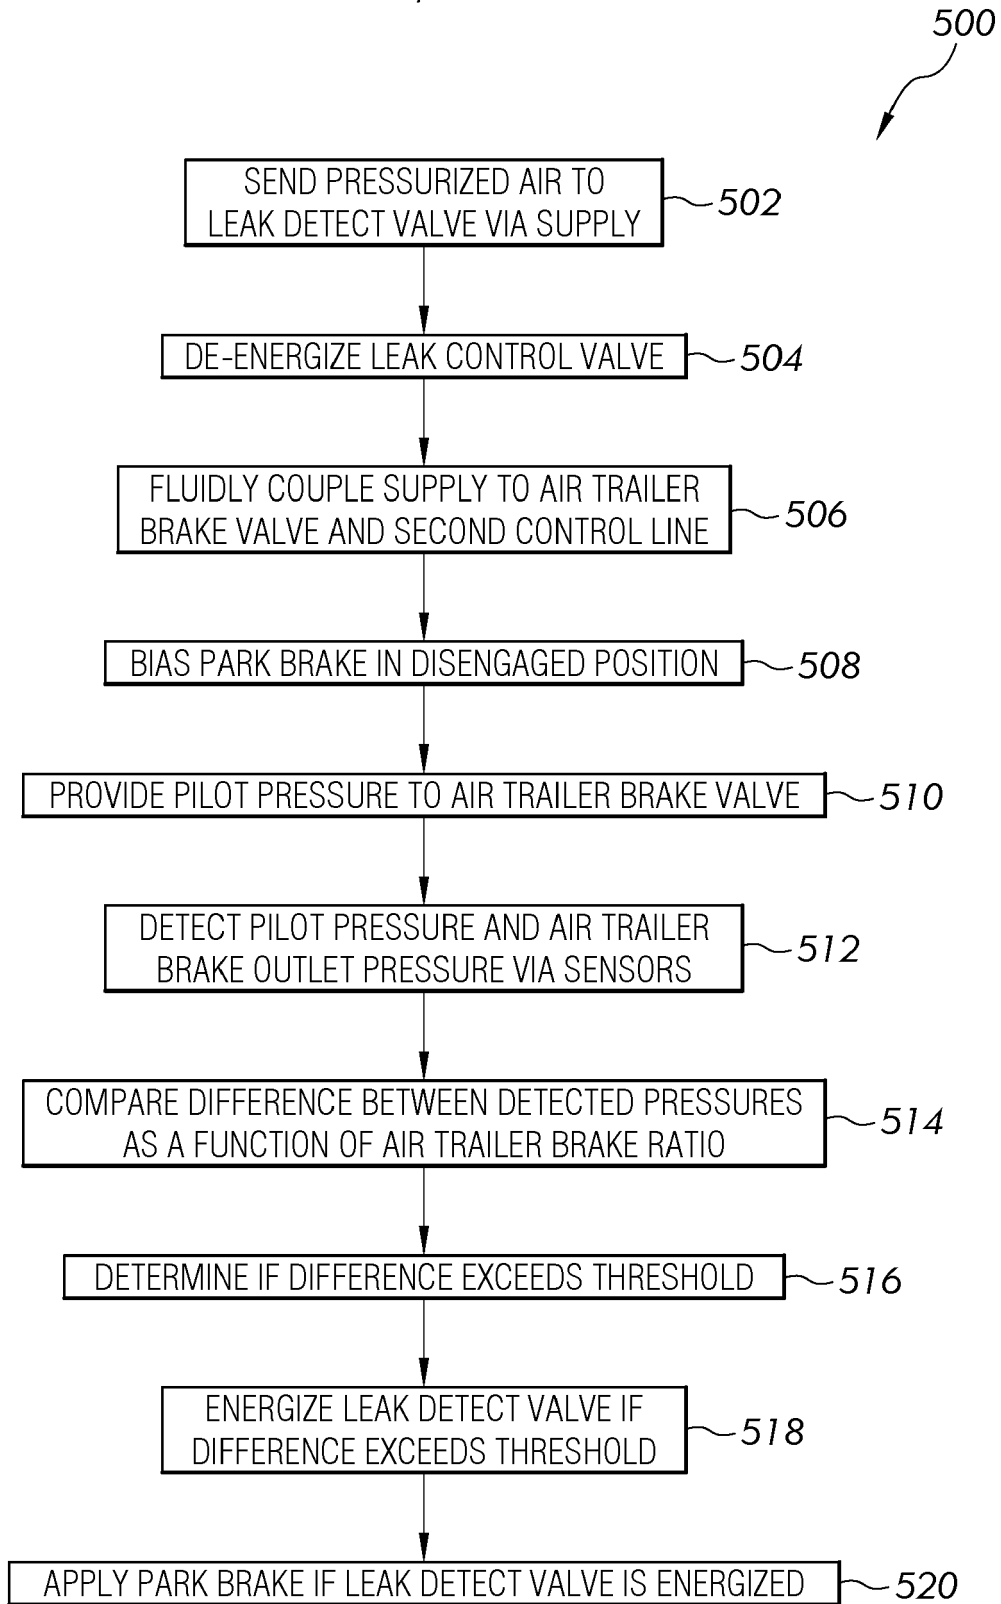 500
SEND PRESSURIZED AIR TO
LEAK DETECT VALVE VIA SUPPLY
502
DE-ENERGIZE LEAK CONTROL VALVE
504
FLUIDLY COUPLE SUPPLY TO AIR TRAILER
BRAKE VALVE AND SECOND CONTROL LINE
506
BIAS PARK BRAKE IN DISENGAGED POSITION
508
PROVIDE PILOT PRESSURE TO AIR TRAILER BRAKE VALVE
510
DETECT PILOT PRESSURE AND AIR TRAILER
BRAKE OUTLET PRESSURE VIA SENSORS
512
COMPARE DIFFERENCE BETWEEN DETECTED PRESSURES
AS A FUNCTION OF AIR TRAILER BRAKE RATIO
514
DETERMINE IF DIFFERENCE EXCEEDS THRESHOLD
516
ENERGIZE LEAK DETECT VALVE IF
DIFFERENCE EXCEEDS THRESHOLD
518
APPLY PARK BRAKE IF LEAK DETECT VALVE IS ENERGIZED
520